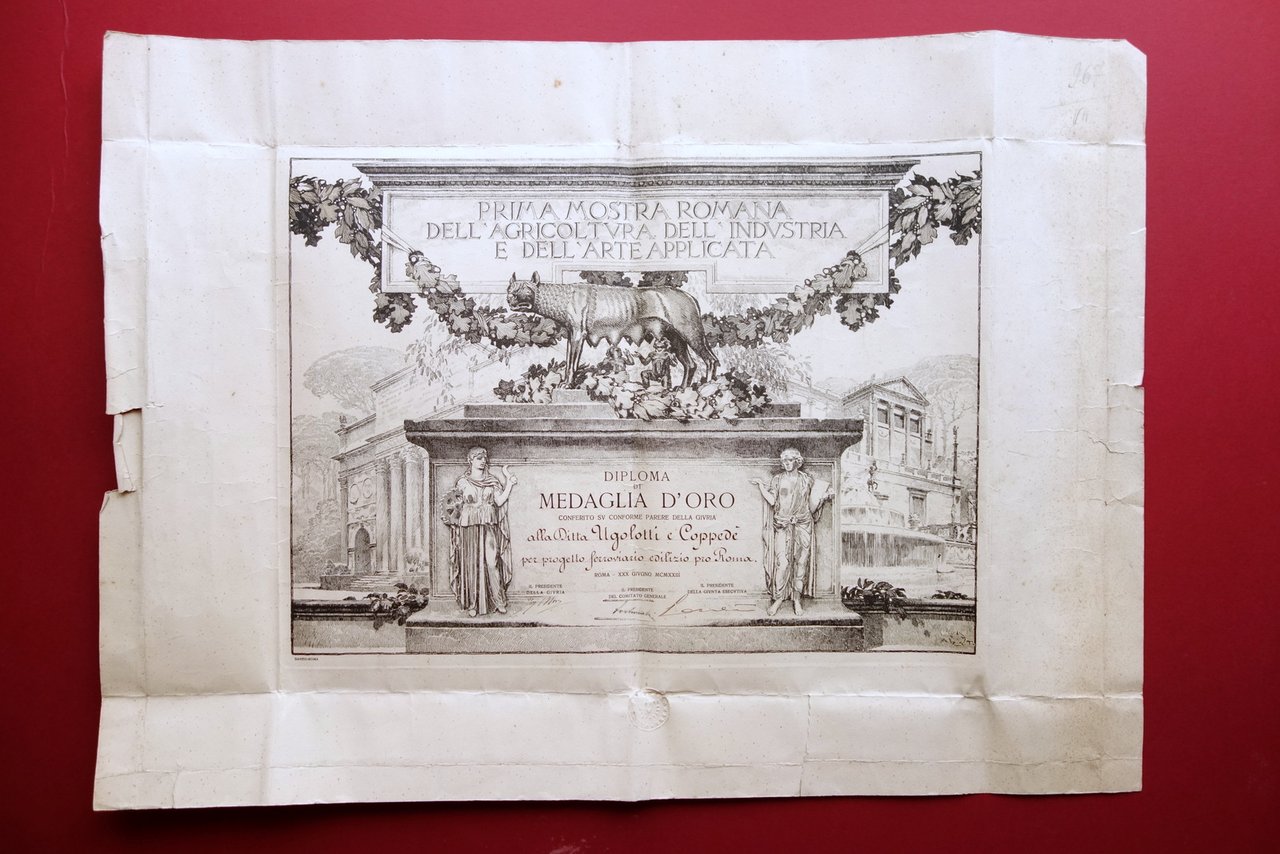 PRIMA MOSTRA ROMANA
DELL'AGRICOLTVRA DELL'INDVSTRIA
E DELL'ARTE APPLICATA
DIPLOMA
DI
MEDAGLIA D'ORO
CONFERITO SV CONFORME PARERE DELLA GIVRIA
alla Ditta Ugolotti e Coppedè
per progetto ferroviario edilizio pro Roma.
ROMA - XXX GIVGNO MCMXXIII
IL PRESIDENTE
DELLA GIVRIA
IL PRESIDENTE
DEL COMITATO GENERALE
IL PRESIDENTE
DELLA GIVNTA ESECVTIVA